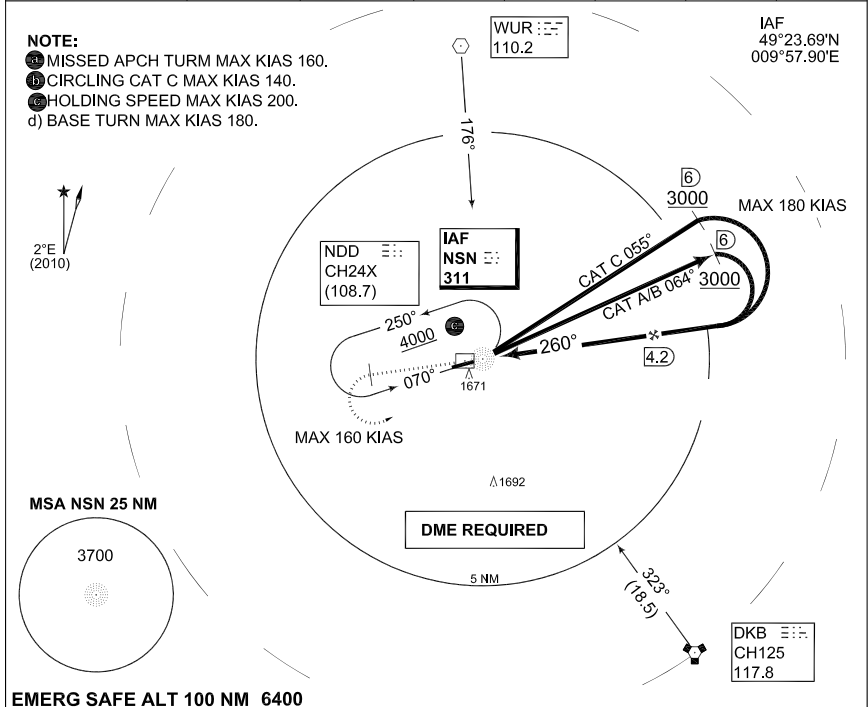 NOTE:
a MISSED APCH TURM MAX KIAS 160.
b CIRCLING CAT C MAX KIAS 140.
c HOLDING SPEED MAX KIAS 200.
d) BASE TURN MAX KIAS 180.
WUR
110.2
IAF
49°23.69'N
009°57.90'E
176°
2°E
(2010)
NDD
CH24X
(108.7)
IAF
NSN
311
6
3000
MAX 180 KIAS
6
3000
CAT C 055°
CAT A/B 064°
250°
4000
c
260°
4.2
070°
1671
MAX 160 KIAS
1692
MSA NSN 25 NM
3700
DME REQUIRED
5 NM
323°
(18.5)
DKB
CH125
117.8
EMERG SAFE ALT 100 NM 6400